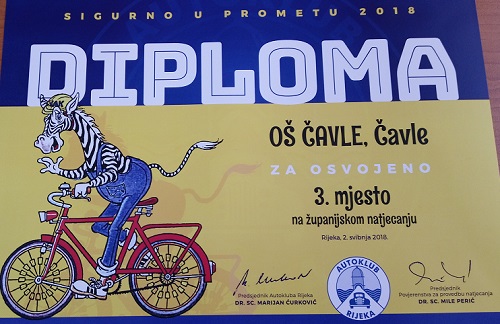 SIGURNO U PROMETU 2018
DIPLOMA
OŠ ČAVLE, Čavle
ZA OSVOJENO
3. mjesto
na županijskom natjecanju
Rijeka, 2. svibnja 2018.
Predsjednik Autokluba Rijeka
DR. SC. MARIJAN ĆURKOVIĆ
AUTOKLUB
RIJEKA
Predsjednik
Povjerenstva za provedbu natjecanja
DR. SC. MILE PERIĆ